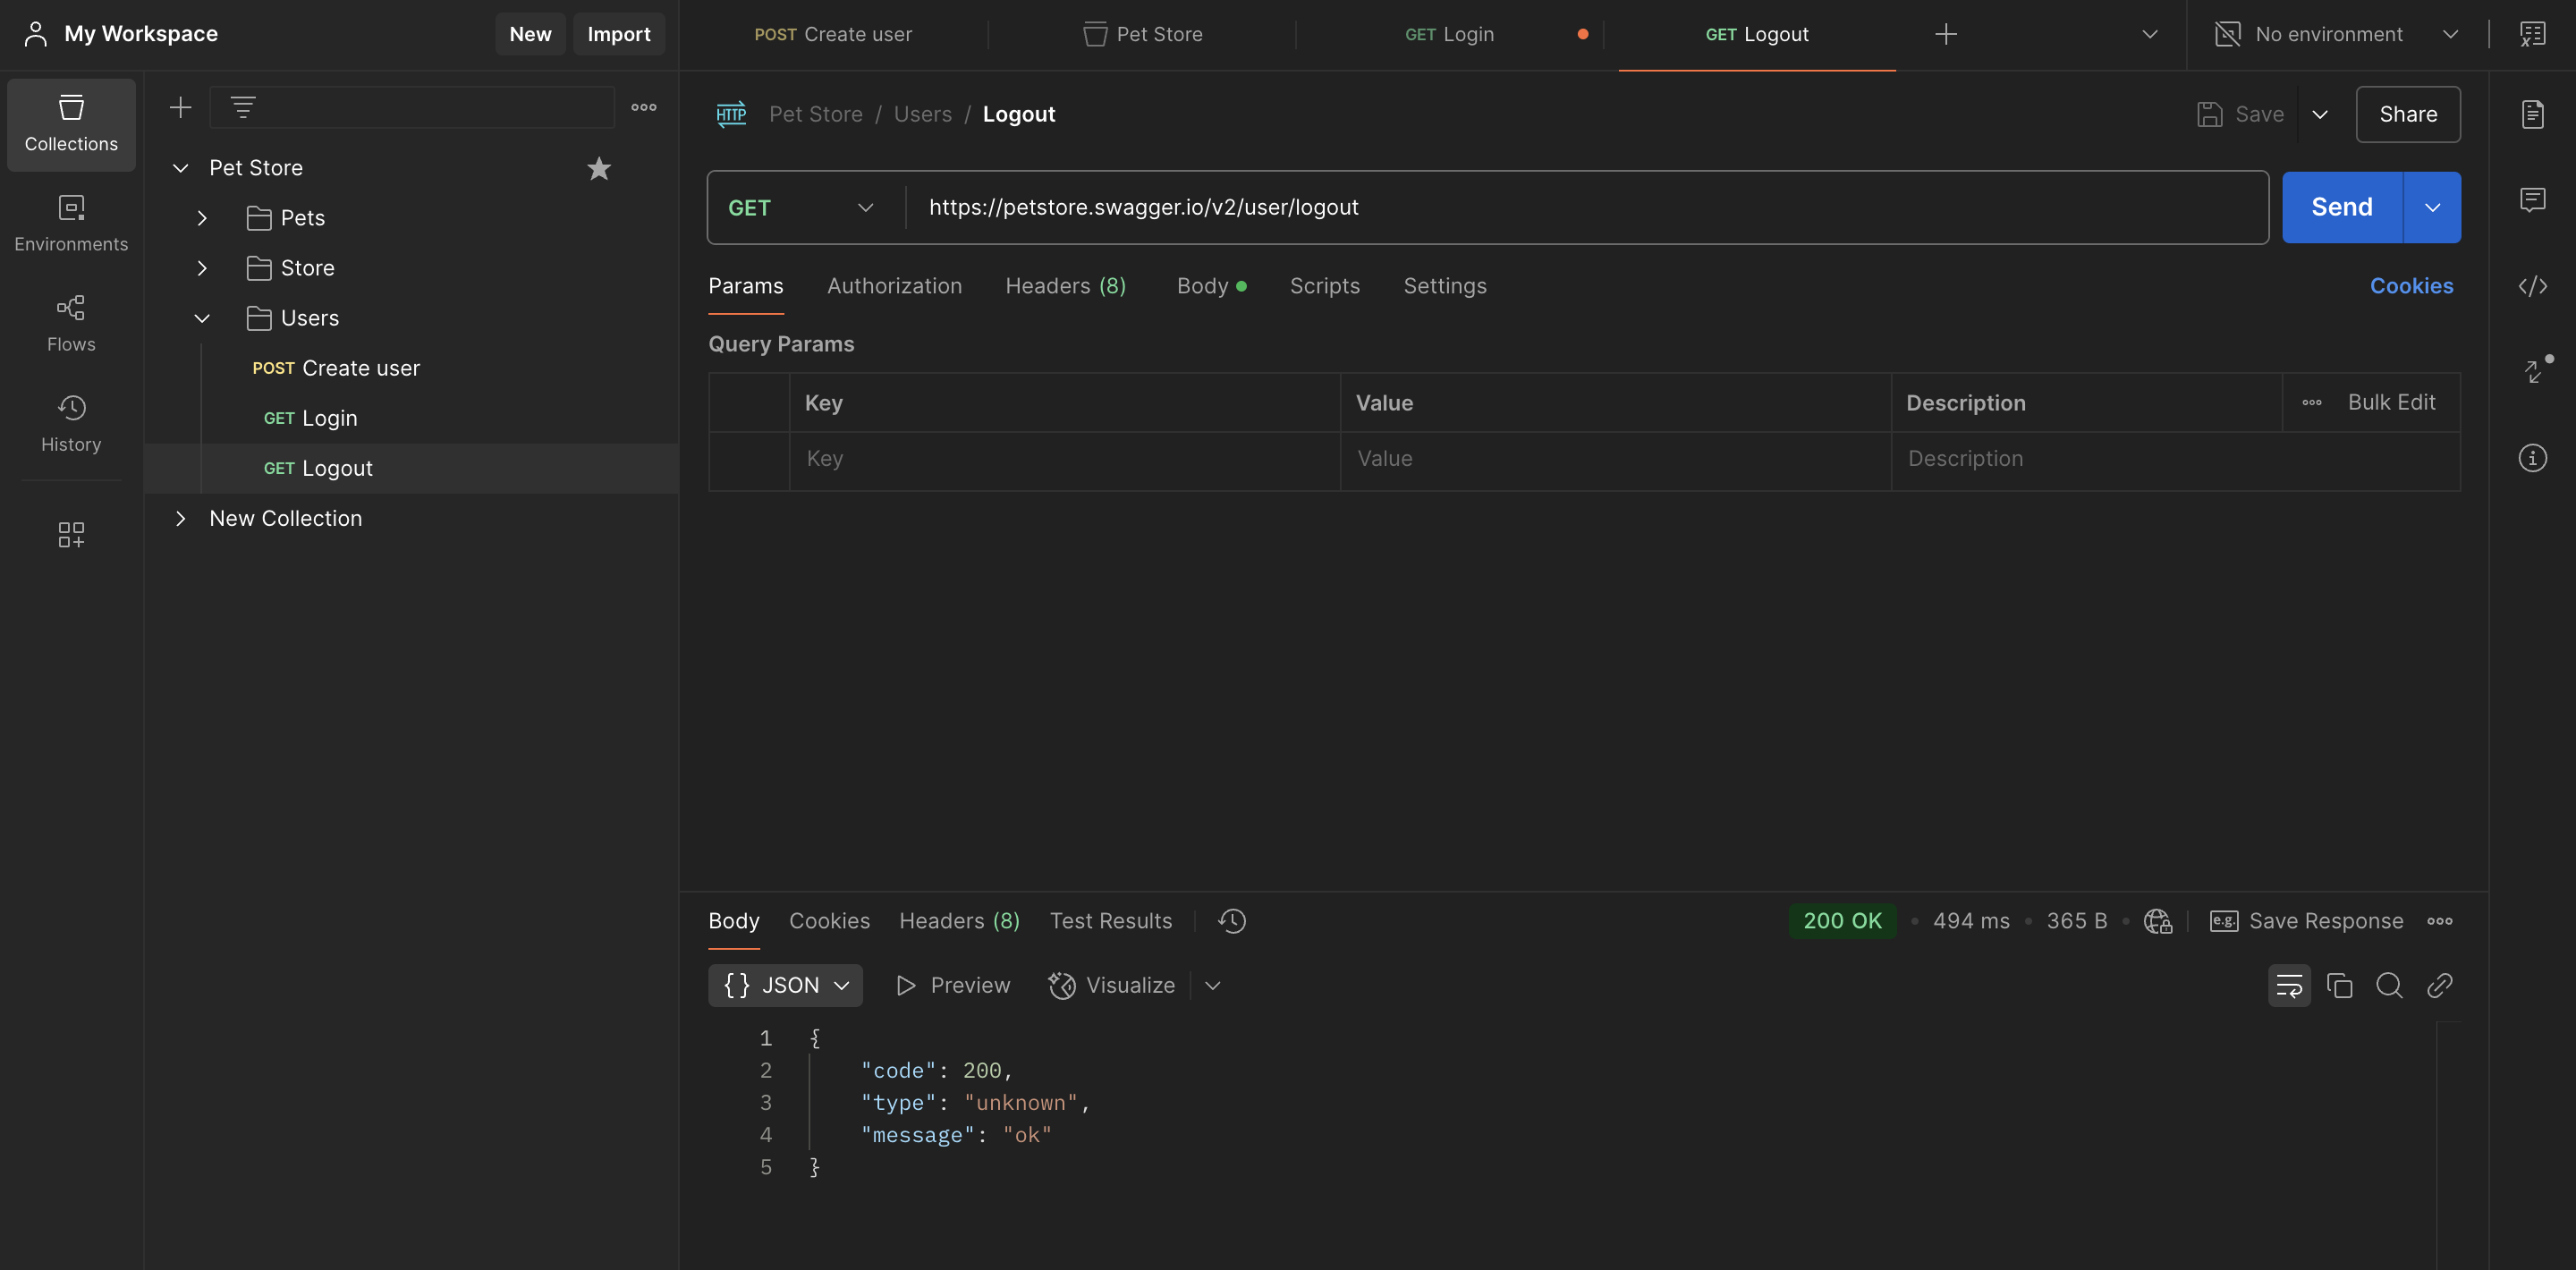 My Workspace
New
Import
POST Create user
Pet Store
GET Login
GET Logout
No environment
Collections
Environments
Flows
History
Pet Store
Pets
Store
Users
POST Create user
GET Login
GET Logout
New Collection
HTTP
Pet Store / Users / Logout
Save
Share
GET
https://petstore.swagger.io/v2/user/logout
Send
Params
Authorization
Headers (8)
Body
Scripts
Settings
Cookies
Query Params
Key
Value
Description
Bulk Edit
Key
Value
Description
Body
Cookies
Headers (8)
Test Results
200 OK
494 ms
365 B
e.g.
Save Response
{} JSON
Preview
Visualize
1 {
2 "code": 200,
3 "type": "unknown",
4 "message": "ok"
5 }